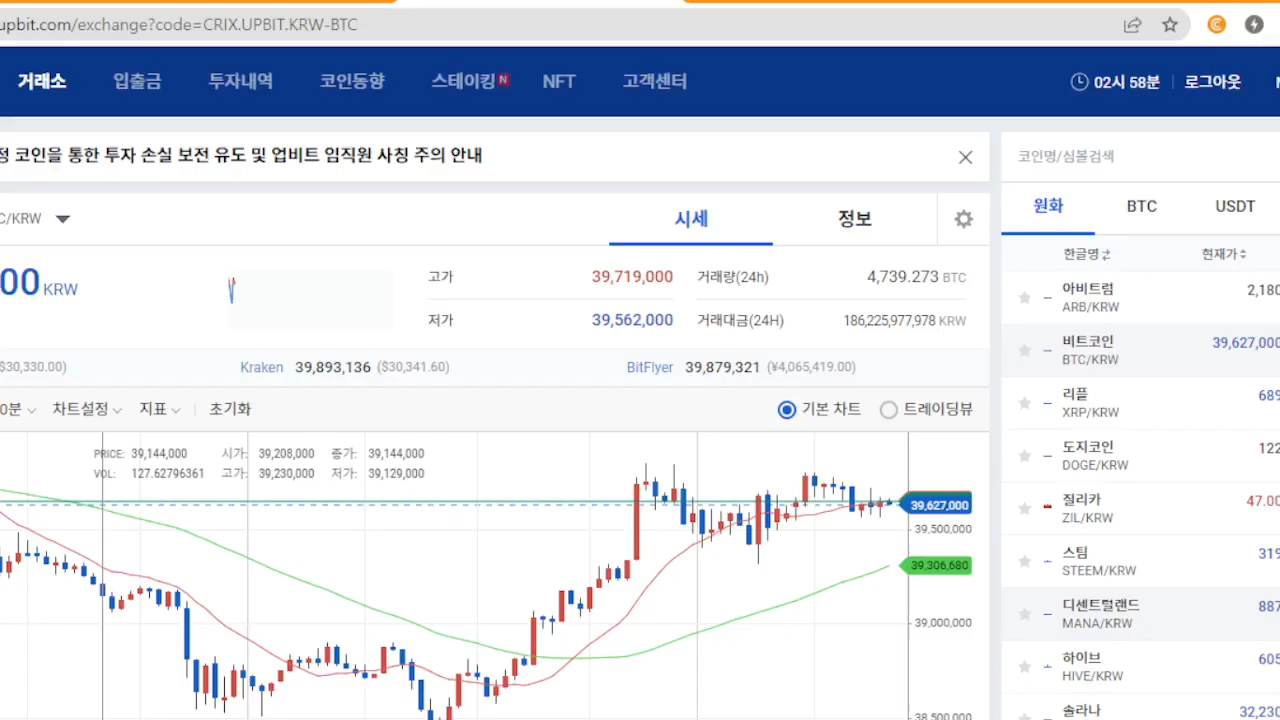 upbit.com/exchange?code=CRIX.UPBIT.KRW-BTC
거래소 입출금 투자내역 코인동향 스테이킹 N NFT 고객센터 02시 58분 로그아웃
코인을 통한 투자 손실 보전 유도 및 업비트 임직원 사칭 주의 안내
코인명/심볼검색
C/KRW 시세 정보
원화 BTC USDT
한글명 현재가
00 KRW
고가 39,719,000 거래량(24h) 4,739.273 BTC
저가 39,562,000 거래대금(24H) 186,225,977,978 KRW
$30,330.00) Kraken 39,893,136 ($30,341.60) BitFlyer 39,879,321 (¥4,065,419.00)
0분 차트설정 지표 초기화 기본 차트 트레이딩뷰
PRICE: 39,144,000 시가: 39,208,000 종가: 39,144,000
VOL: 127.62796361 고가: 39,230,000 저가: 39,129,000
39,627,000
39,500,000
39,306,680
39,000,000
38,500,000
아비트럼 2,180
ARB/KRW
비트코인 39,627,000
BTC/KRW
리플 689
XRP/KRW
도지코인 122
DOGE/KRW
질리카 47.00
ZIL/KRW
스팀 319
STEEM/KRW
디센트럴랜드 887
MANA/KRW
하이브 605
HIVE/KRW
솔라나 32,230